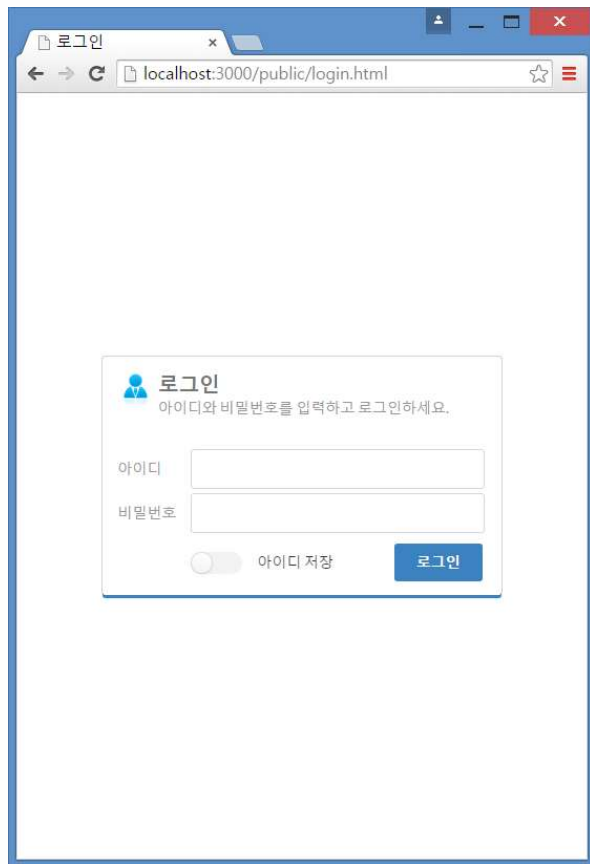 로그인
localhost:3000/public/login.html
로그인
아이디와 비밀번호를 입력하고 로그인하세요.
아이디
비밀번호
아이디 저장
로그인